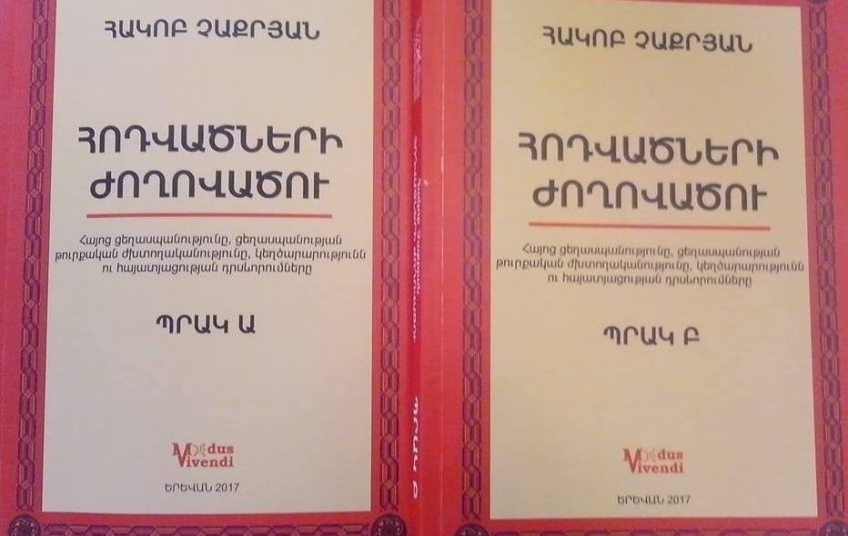 ՀԱԿՈԲ ՉԱՔՐՅԱՆ
ՀՈԴՎԱԾՆԵՐԻ
ԺՈՂՈՎԱԾՈՒ
Հայոց ցեղասպանությունը, ցեղասպանության
թուրքական ժխտողականությունը, կեղծարարությունն
ու հայատյացության դրսևորումները
ՊՐԱԿ Ա
Modus
Vivendi
ԵՐԵՎԱՆ 2017
ՀԱԿՈԲ ՉԱՔՐՅԱՆ
ՀՈԴՎԱԾՆԵՐԻ
ԺՈՂՈՎԱԾՈՒ
Հայոց ցեղասպանությունը, ցեղասպանության
թուրքական ժխտողականությունը, կեղծարարությունն
ու հայատյացության դրսևորումները
ՊՐԱԿ Բ
Modus
Vivendi
ԵՐԵՎԱՆ 2017